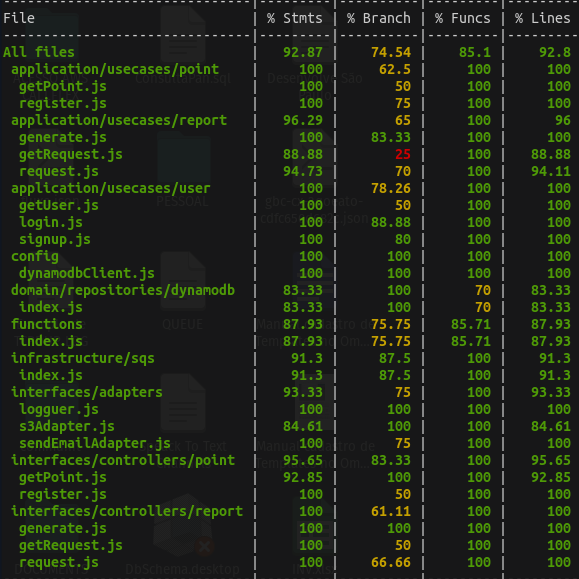 File | % Stmts | % Branch | % Funcs | % Lines
All files | 92.87 | 74.54 | 85.1 | 92.8
application/usecases/point | 100 | 62.5 | 100 | 100
getPoint.js | 100 | 50 | 100 | 100
register.js | 100 | 75 | 100 | 100
application/usecases/report | 96.29 | 65 | 100 | 96
generate.js | 100 | 83.33 | 100 | 100
getRequest.js | 88.88 | 25 | 100 | 88.88
request.js | 94.73 | 70 | 100 | 94.11
application/usecases/user | 100 | 78.26 | 100 | 100
getUser.js | 100 | 50 | 100 | 100
login.js | 100 | 88.88 | 100 | 100
signup.js | 100 | 80 | 100 | 100
config | 100 | 100 | 100 | 100
dynamodbClient.js | 100 | 100 | 100 | 100
domain/repositories/dynamodb | 83.33 | 100 | 70 | 83.33
index.js | 83.33 | 100 | 70 | 83.33
functions | 87.93 | 75.75 | 85.71 | 87.93
index.js | 87.93 | 75.75 | 85.71 | 87.93
infrastructure/sqs | 91.3 | 87.5 | 100 | 91.3
index.js | 91.3 | 87.5 | 100 | 91.3
interfaces/adapters | 93.33 | 75 | 100 | 93.33
logguer.js | 100 | 100 | 100 | 100
s3Adapter.js | 84.61 | 100 | 100 | 84.61
sendEmailAdapter.js | 100 | 75 | 100 | 100
interfaces/controllers/point | 95.65 | 83.33 | 100 | 95.65
getPoint.js | 92.85 | 100 | 100 | 92.85
register.js | 100 | 50 | 100 | 100
interfaces/controllers/report | 100 | 61.11 | 100 | 100
generate.js | 100 | 100 | 100 | 100
getRequest.js | 100 | 50 | 100 | 100
request.js | 100 | 66.66 | 100 | 100
PESSOAL
QUEUE
DbSchema.desktop